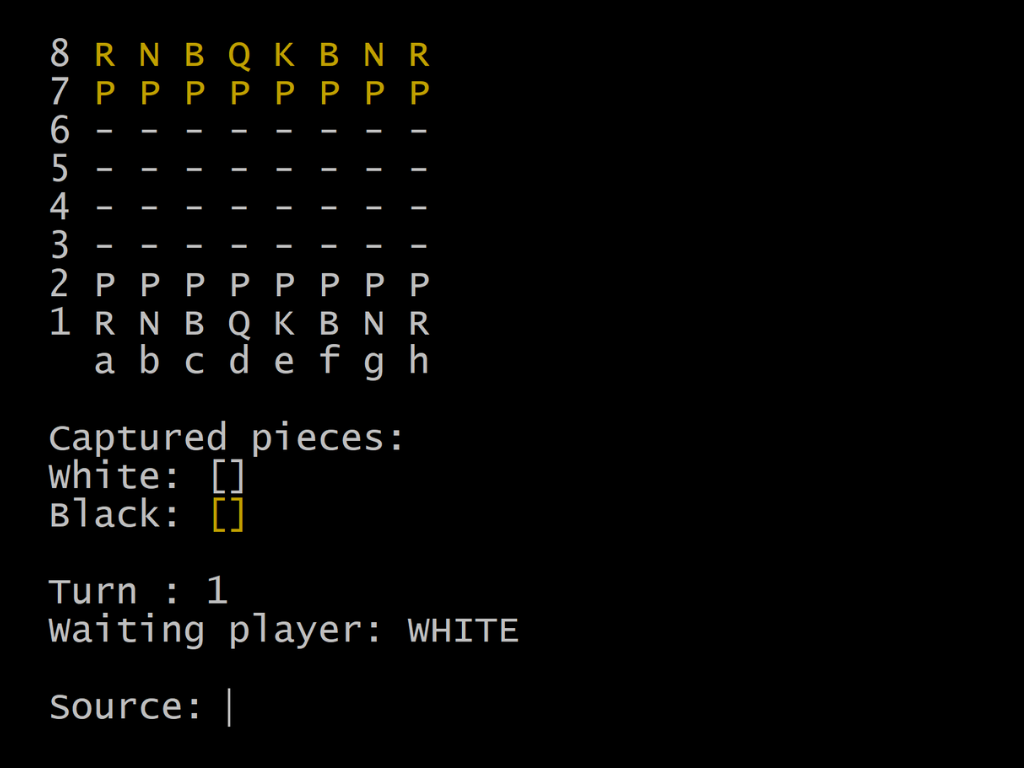 8 R N B Q K B N R
7 P P P P P P P P
6 - - - - - - - -
5 - - - - - - - -
4 - - - - - - - -
3 - - - - - - - -
2 P P P P P P P P
1 R N B Q K B N R
a b c d e f g h
Captured pieces:
White: []
Black: []
Turn : 1
Waiting player: WHITE
Source: